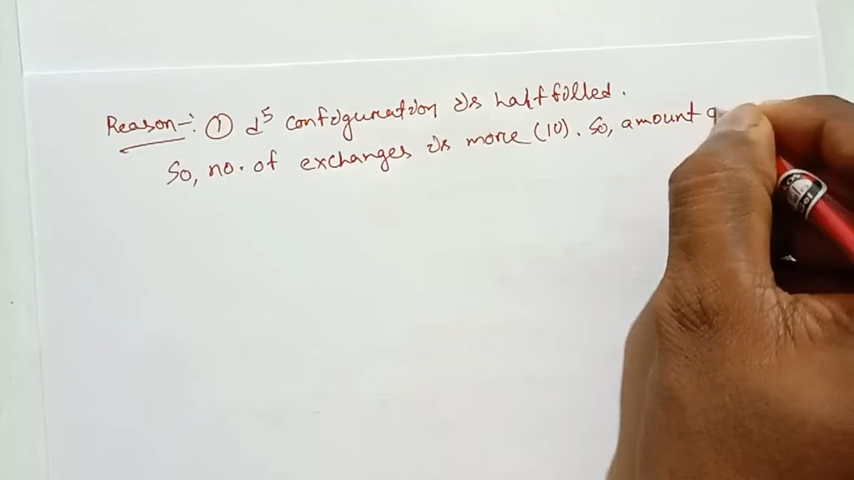 Reason-: ① d⁵ configuration is half filled.
So, no. of exchanges is more (10). So, amount